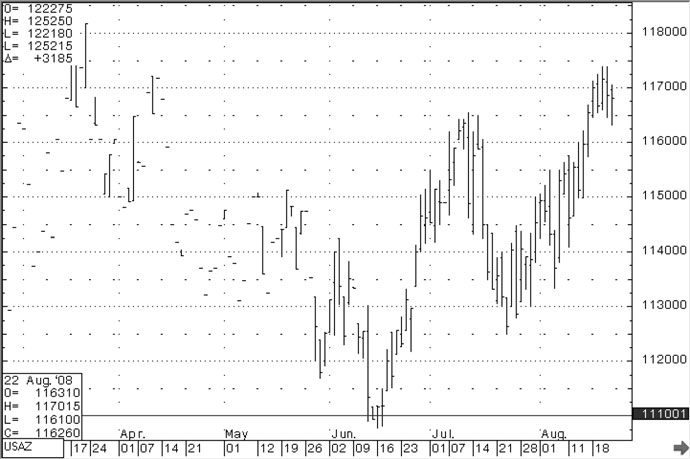 O= 122275
H= 125250
L= 122180
L= 125215
Δ= +3185
118000
117000
116000
115000
114000
113000
112000
111001
22 Aug.'08
O= 116310
H= 117015
L= 116100
C= 116260
Apr. May Jun. Jul. Aug.
USAZ 17 24 01 07 14 21 01 12 19 26 02 09 16 23 01 07 14 21 28 01 11 18